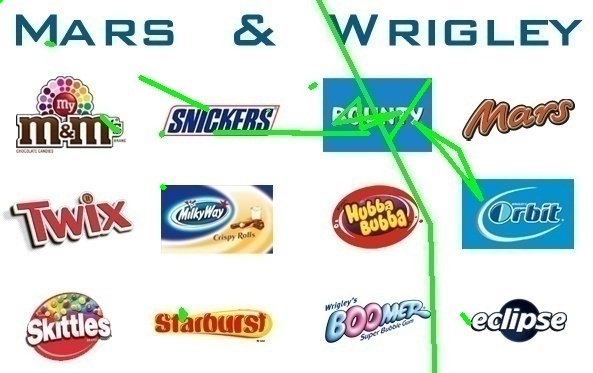 MARS & WRIGLEY
my
m&m's
CHOCOLATE CANDIES
BRAND
SNICKERS
BOUNTY
Mars
Twix
MilkyWay
Crispy Rolls
Hubba
Bubba
Orbit
Skittles
Starburst
Wrigley's
BOOMER
Super Bubble Gum
eclipse